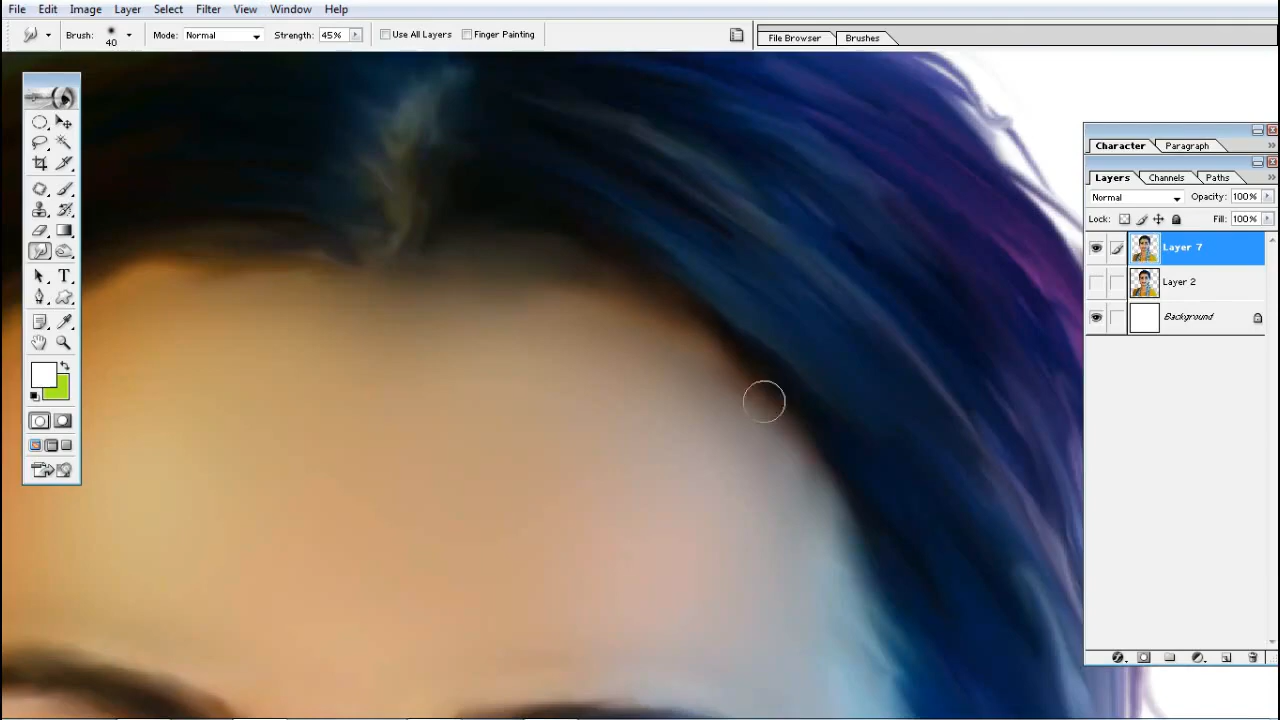 File Edit Image Layer Select Filter View Window Help
Brush: 40 Mode: Normal Strength: 45% Use All Layers Finger Painting File Browser Brushes
Character Paragraph
Layers Channels Paths
Normal Opacity: 100%
Lock: Fill: 100%
Layer 7
Layer 2
Background
T